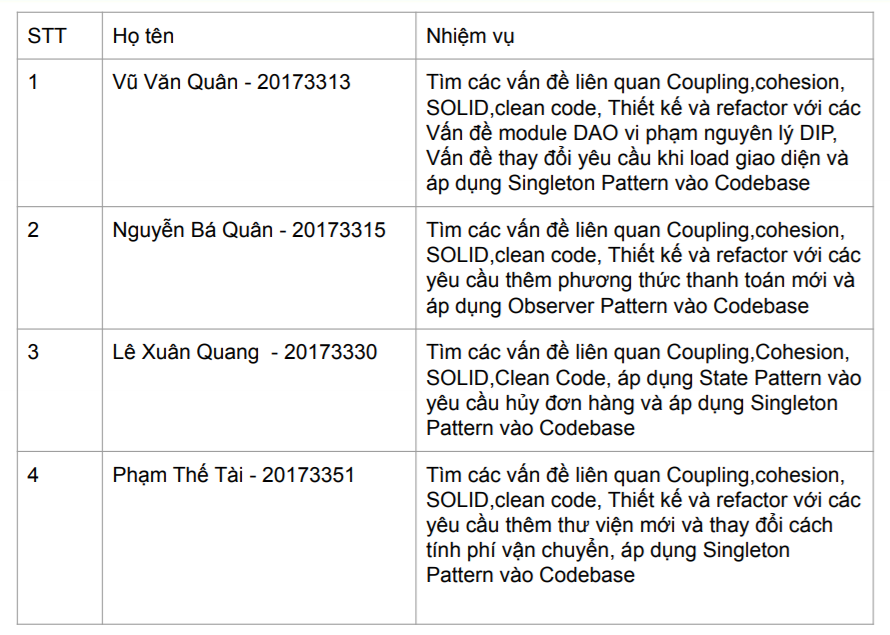 STT Họ tên Nhiệm vụ
1 Vũ Văn Quân - 20173313 Tìm các vấn đề liên quan Coupling,cohesion,
SOLID,clean code, Thiết kế và refactor với các
Vấn đề module DAO vi phạm nguyên lý DIP,
Vấn đề thay đổi yêu cầu khi load giao diện và
áp dụng Singleton Pattern vào Codebase
2 Nguyễn Bá Quân - 20173315 Tìm các vấn đề liên quan Coupling,cohesion,
SOLID,clean code, Thiết kế và refactor với các
yêu cầu thêm phương thức thanh toán mới và
áp dụng Observer Pattern vào Codebase
3 Lê Xuân Quang - 20173330 Tìm các vấn đề liên quan Coupling,Cohesion,
SOLID,Clean Code, áp dụng State Pattern vào
yêu cầu hủy đơn hàng và áp dụng Singleton
Pattern vào Codebase
4 Phạm Thế Tài - 20173351 Tìm các vấn đề liên quan Coupling,cohesion,
SOLID,clean code, Thiết kế và refactor với các
yêu cầu thêm thư viện mới và thay đổi cách
tính phí vận chuyển, áp dụng Singleton
Pattern vào Codebase